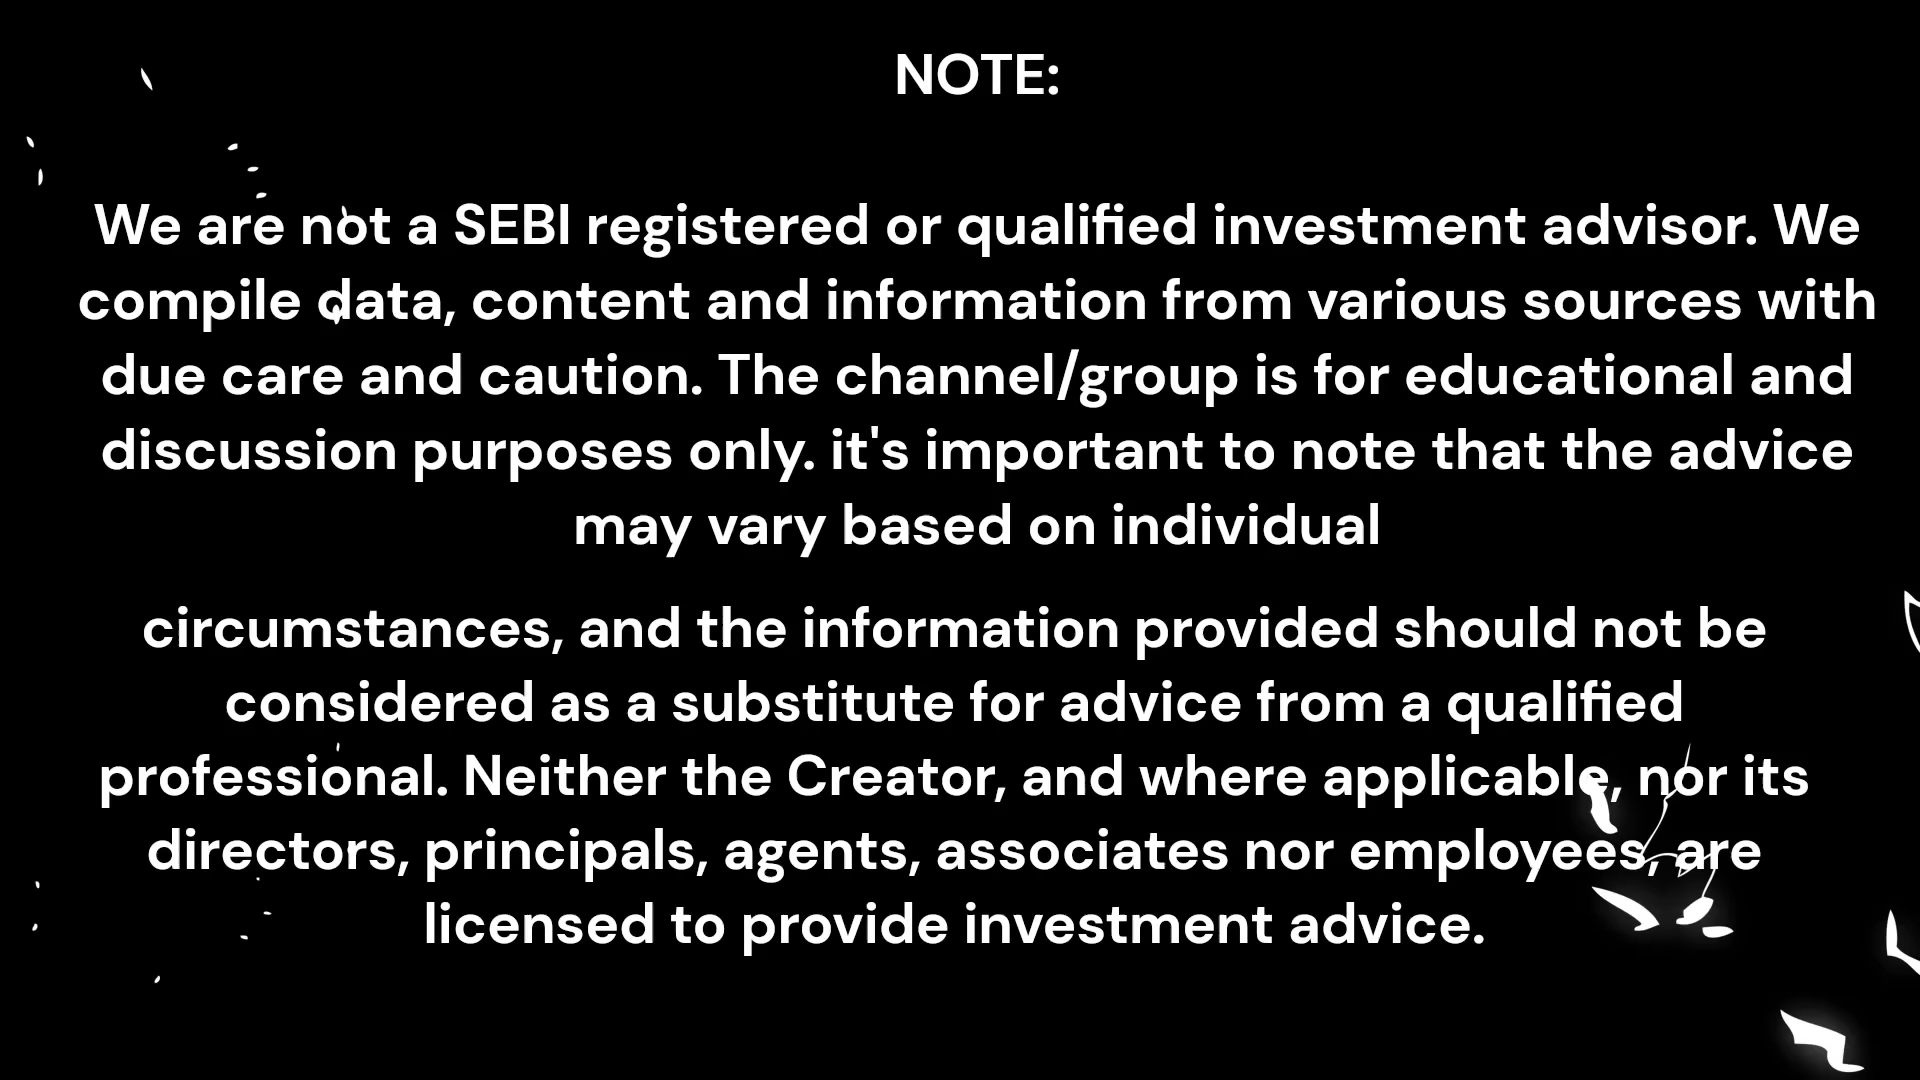 NOTE:
We are not a SEBI registered or qualified investment advisor. We
compile data, content and information from various sources with
due care and caution. The channel/group is for educational and
discussion purposes only. it's important to note that the advice
may vary based on individual
circumstances, and the information provided should not be
considered as a substitute for advice from a qualified
professional. Neither the Creator, and where applicable, nor its
directors, principals, agents, associates nor employees, are
licensed to provide investment advice.